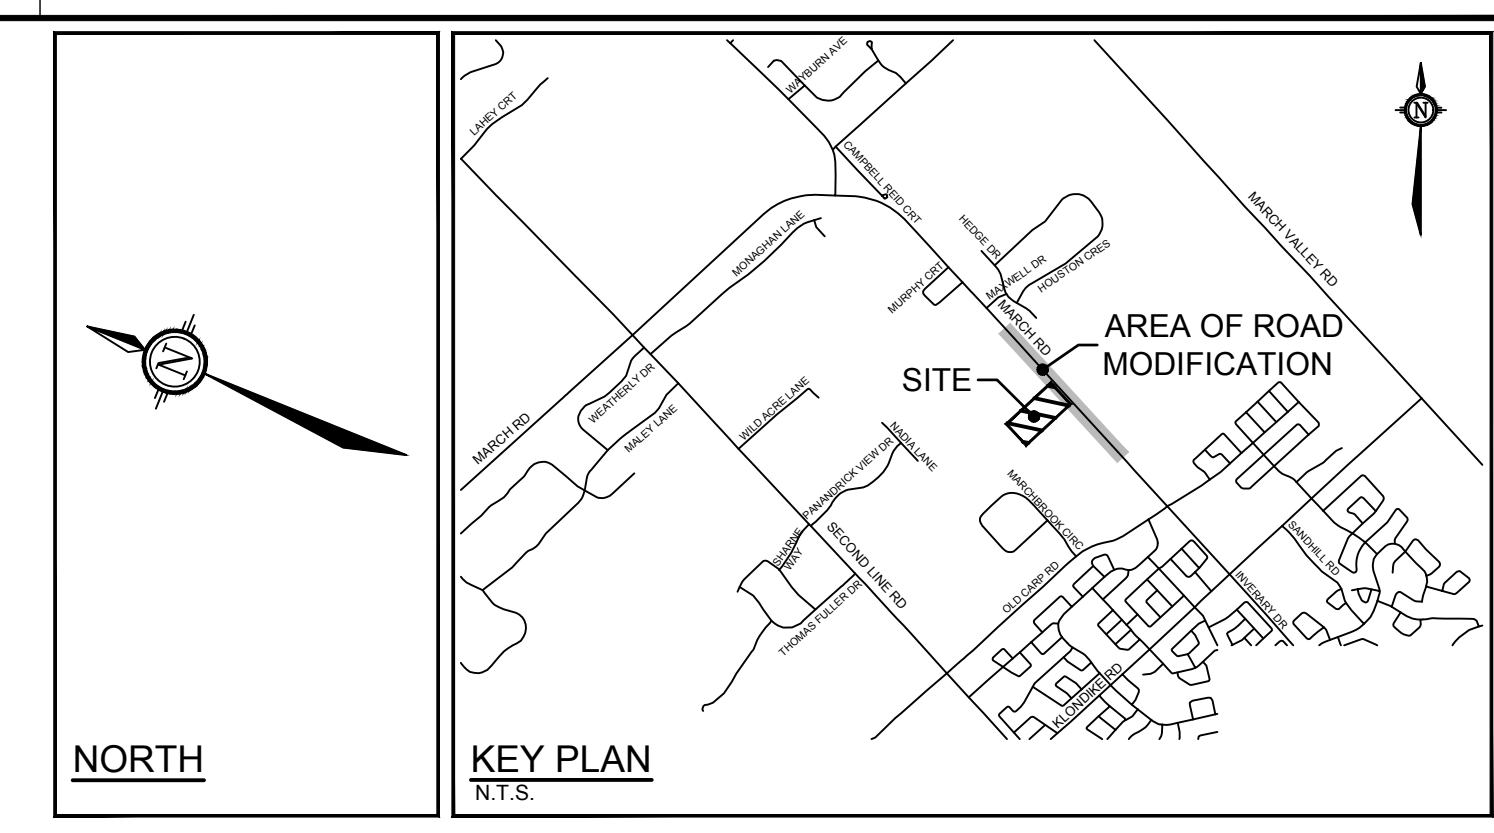 N
NORTH
KEY PLAN
N.T.S.
N
WAYBURN AVE
LAHEY CRT
CAMPBELL REID CRT
MONAGHAN LANE
HEDGE DR
MARCH VALLEY RD
MURPHY CRT
MAXWELL DR
HOUSTON CRES
MARCH RD
AREA OF ROAD
MODIFICATION
SITE
WEATHERLY DR
WILD ACRE LANE
MARCH RD
MALEY LANE
NADIA LANE
PANANDRICK VIEW DR
MARCHBROOK CIRC
SHARNE
WAY
SECOND LINE RD
SANDHILL RD
OLD CARP RD
INVERARY DR
THOMAS FULLER DR
KLONDIKE RD